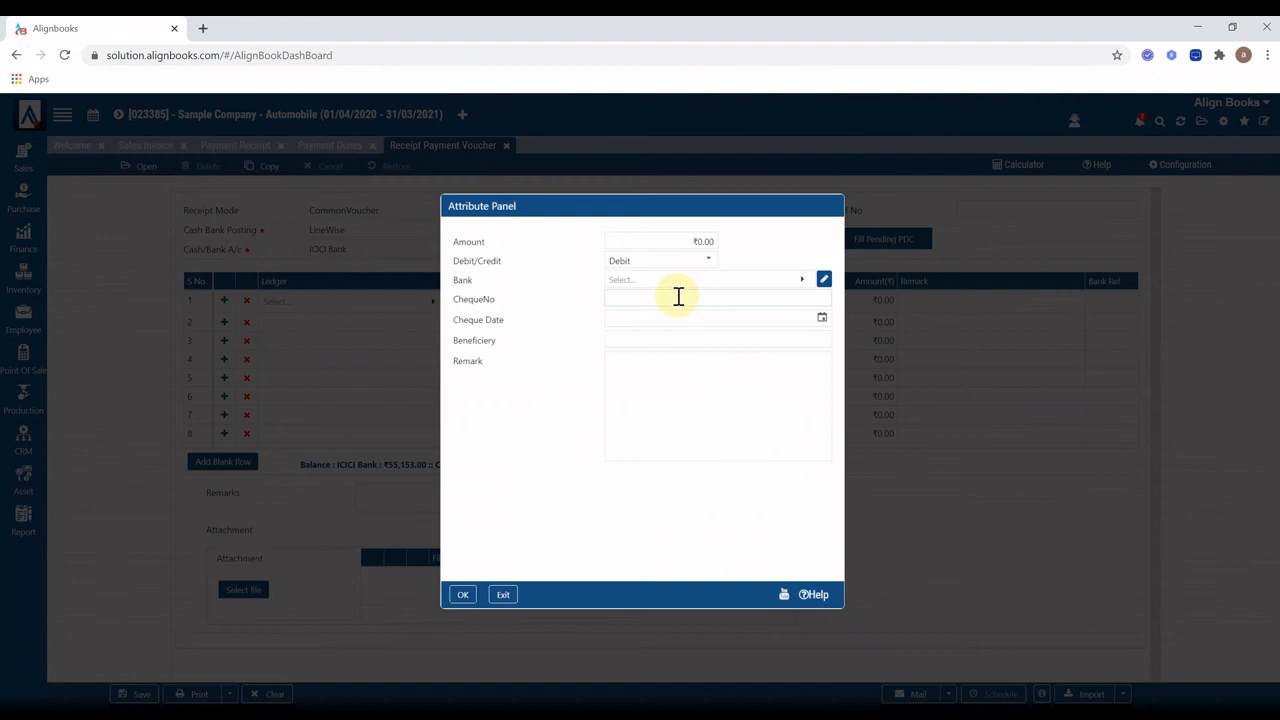 Alignbooks
solution.alignbooks.com/#/AlignBookDashBoard
a
Apps
[023385] - Sample Company - Automobile (01/04/2020 - 31/03/2021)
Align Books
Welcome
Sales Invoice
Payment Receipt
Payment Dunes
Receipt Payment Voucher
Open
Delete
Copy
Cancel
Restore
Calculator
Help
Configuration
Sales
Purchase
Finance
Inventory
Employee
Point Of Sale
Production
CRM
Asset
Report
Receipt Mode
CommonVoucher
Cash Bank Posting
LineWise
Cash/Bank A/c
ICICI Bank
f No
Fill Pending PDC
S No
Ledger
Amount(₹)
Remark
Bank Ref
1
Select...
₹0.00
2
₹0.00
3
₹0.00
4
₹0.00
5
₹0.00
6
₹0.00
7
₹0.00
8
₹0.00
Add Blank Row
Balance : ICICI Bank : ₹55,153.00 :: C
Remarks
Attachment
Attachment
Select file
Attribute Panel
Amount
₹0.00
Debit/Credit
Debit
Bank
Select...
ChequeNo
Cheque Date
Beneficiery
Remark
OK
Exit
Help
Save
Print
Clear
Mail
Schedule
Import